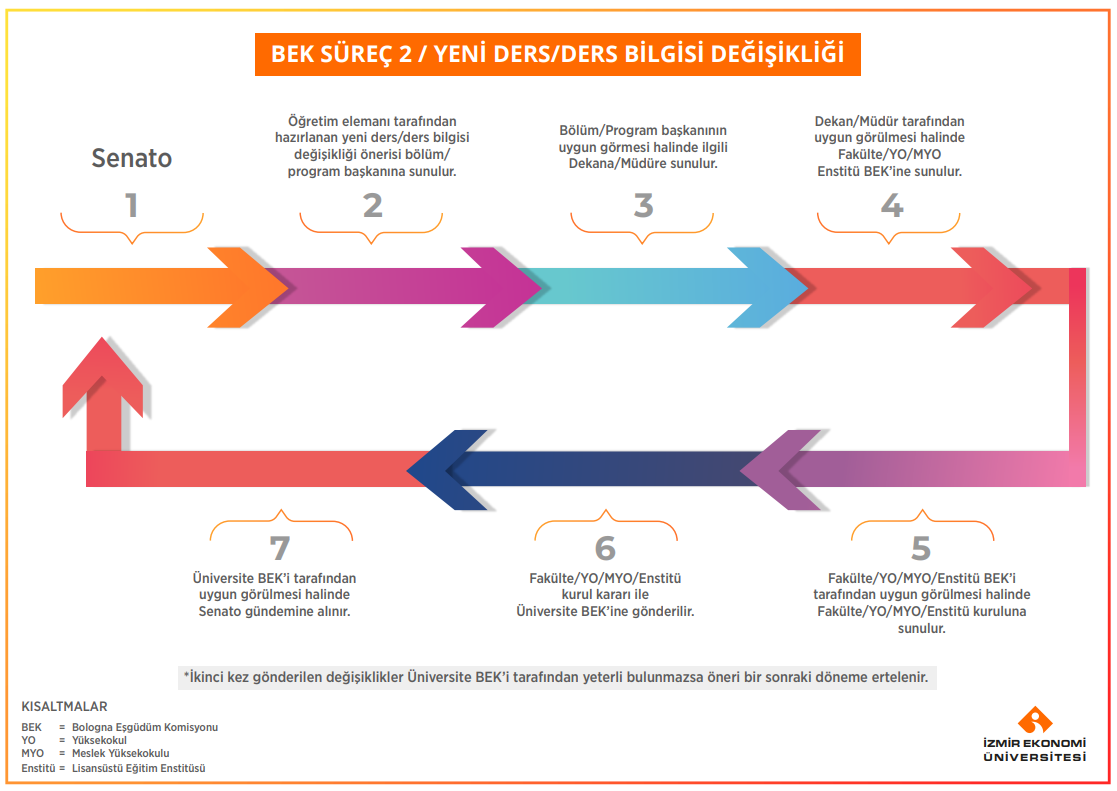 BEK SÜREÇ 2 / YENİ DERS/DERS BİLGİSİ DEĞİŞİKLİĞİ
Senato
1
Öğretim elemanı tarafından
hazırlanan yeni ders/ders bilgisi
değişikliği önerisi bölüm/
program başkanına sunulur.
2
Bölüm/Program başkanının
uygun görmesi halinde ilgili
Dekana/Müdüre sunulur.
3
Dekan/Müdür tarafından
uygun görülmesi halinde
Fakülte/YO/MYO
Enstitü BEK'ine sunulur.
4
7
Üniversite BEK'i tarafından
uygun görülmesi halinde
Senato gündemine alınır.
6
Fakülte/YO/MYO/Enstitü
kurul kararı ile
Üniversite BEK'ine gönderilir.
5
Fakülte/YO/MYO/Enstitü BEK'i
tarafından uygun görülmesi halinde
Fakülte/YO/MYO/Enstitü kuruluna
sunulur.
*İkinci kez gönderilen değişiklikler Üniversite BEK'i tarafından yeterli bulunmazsa öneri bir sonraki döneme ertelenir.
KISALTMALAR
BEK = Bologna Eşgüdüm Komisyonu
YO = Yüksekokul
MYO = Meslek Yüksekokulu
Enstitü = Lisansüstü Eğitim Enstitüsü
İZMİR EKONOMİ
ÜNİVERSİTESİ